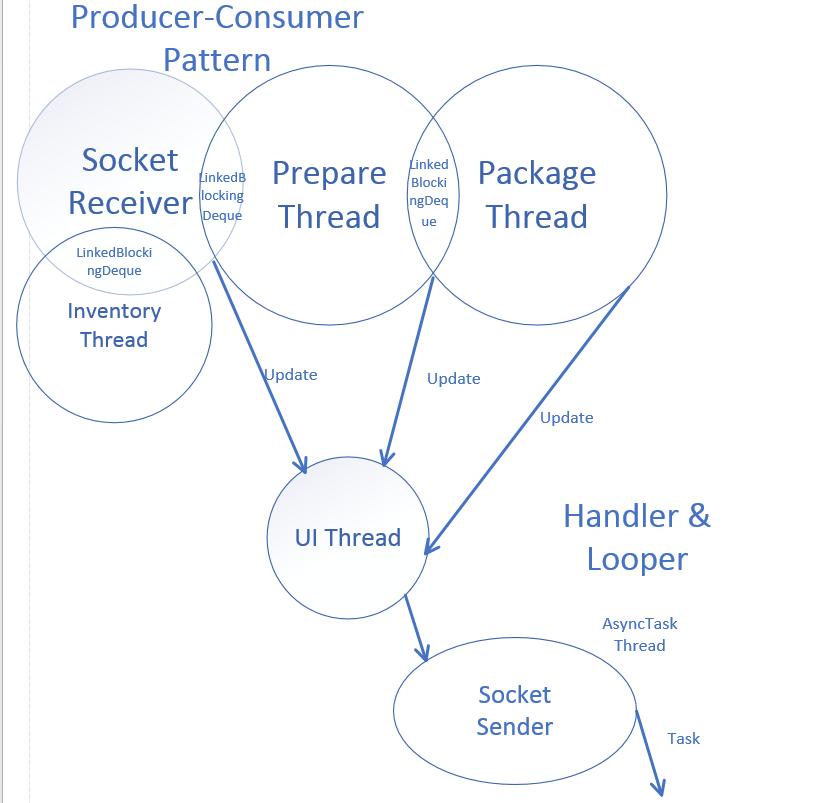 Producer-Consumer
Pattern
Socket
Receiver
LinkedB
locking
Deque
Prepare
Thread
Linked
Blocki
ngDeq
ue
Package
Thread
LinkedBlocki
ngDeque
Inventory
Thread
Update
Update
Update
UI Thread
Handler &
Looper
AsyncTask
Thread
Socket
Sender
Task